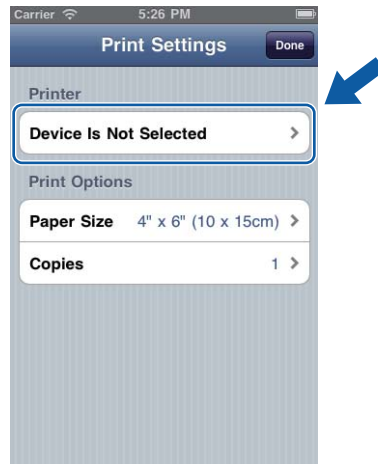 Carrier 5:26 PM
Print Settings Done
Printer
Device Is Not Selected
Print Options
Paper Size 4" x 6" (10 x 15cm)
Copies 1